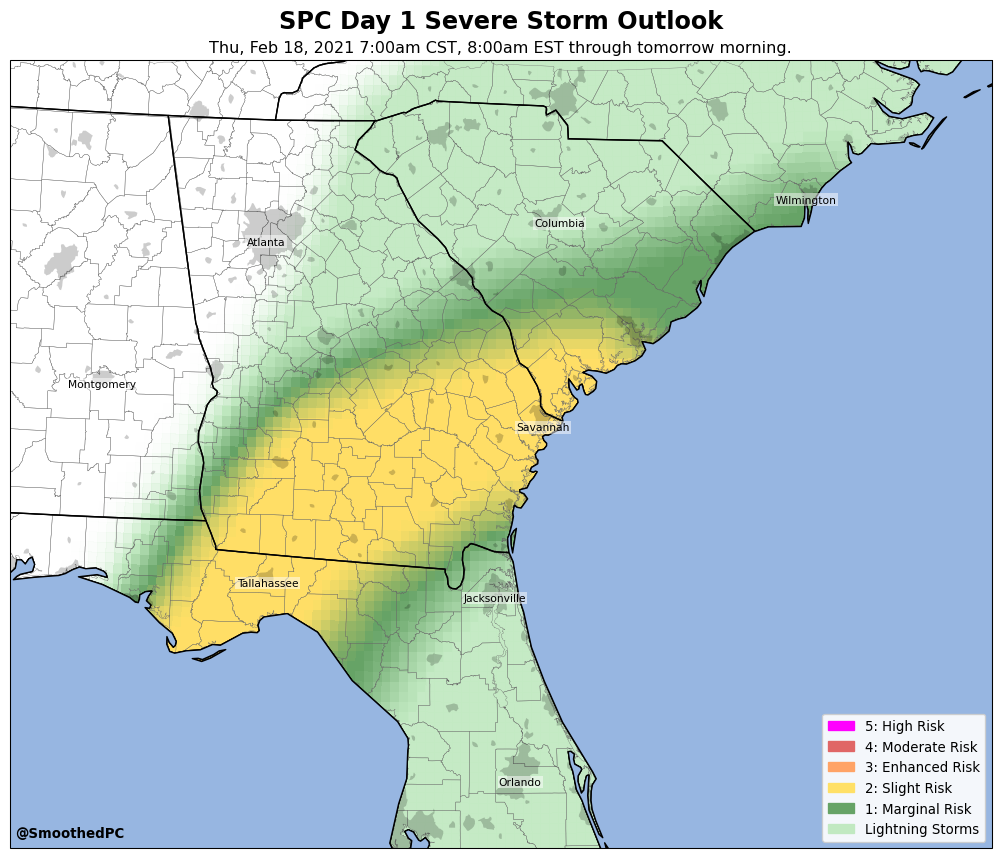 SPC Day 1 Severe Storm Outlook
Thu, Feb 18, 2021 7:00am CST, 8:00am EST through tomorrow morning.
Wilmington
Columbia
Atlanta
Montgomery
Savannah
Tallahassee
Jacksonville
Orlando
5: High Risk
4: Moderate Risk
3: Enhanced Risk
2: Slight Risk
1: Marginal Risk
Lightning Storms
@SmoothedPC